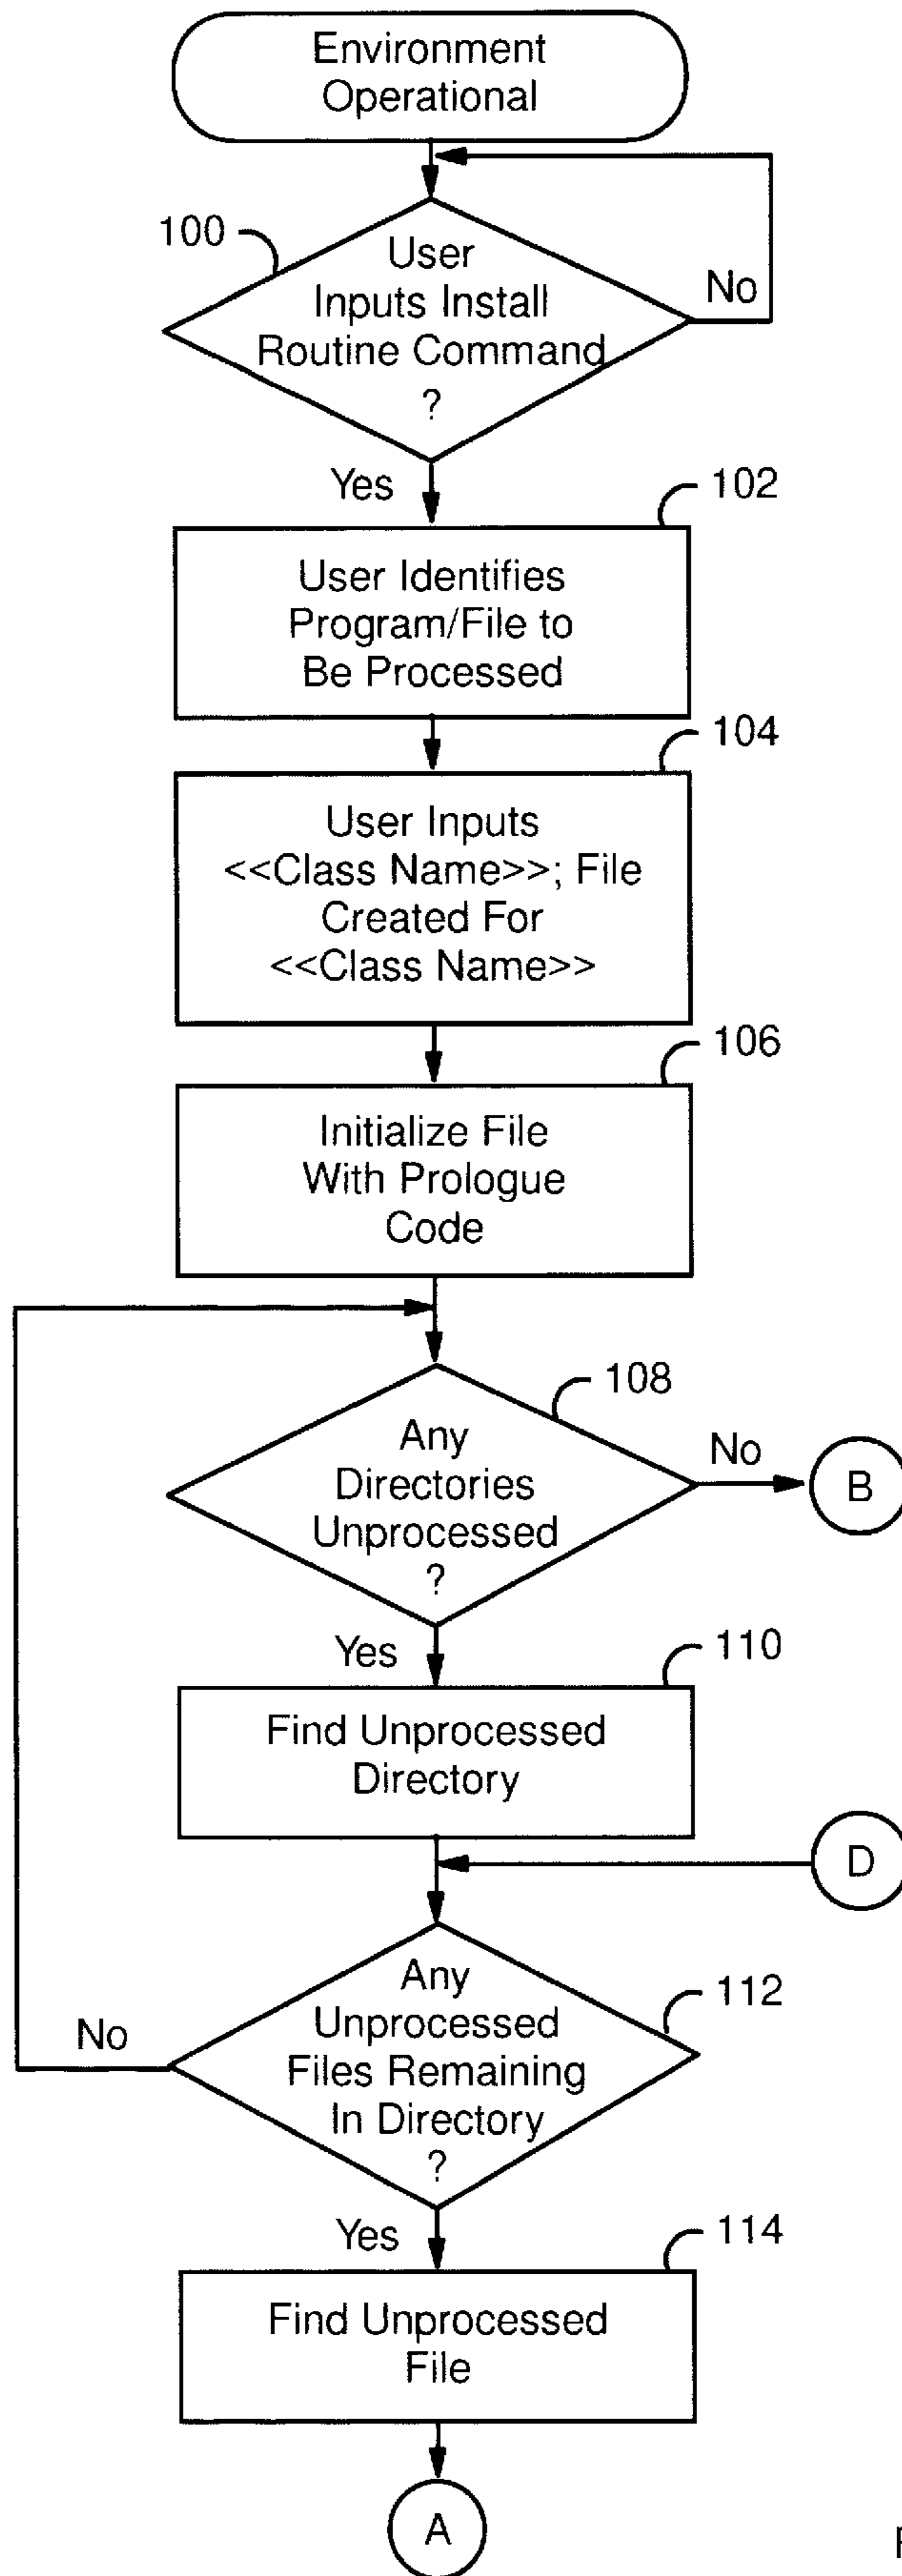 Environment
Operational
100
User
Inputs Install
Routine Command
?
No
Yes
102
User Identifies
Program/File to
Be Processed
104
User Inputs
<<Class Name>>; File
Created For
<<Class Name>>
106
Initialize File
With Prologue
Code
108
Any
Directories
Unprocessed
?
No
B
Yes
110
Find Unprocessed
Directory
D
Any
Unprocessed
Files Remaining
In Directory
?
112
No
Yes
114
Find Unprocessed
File
A